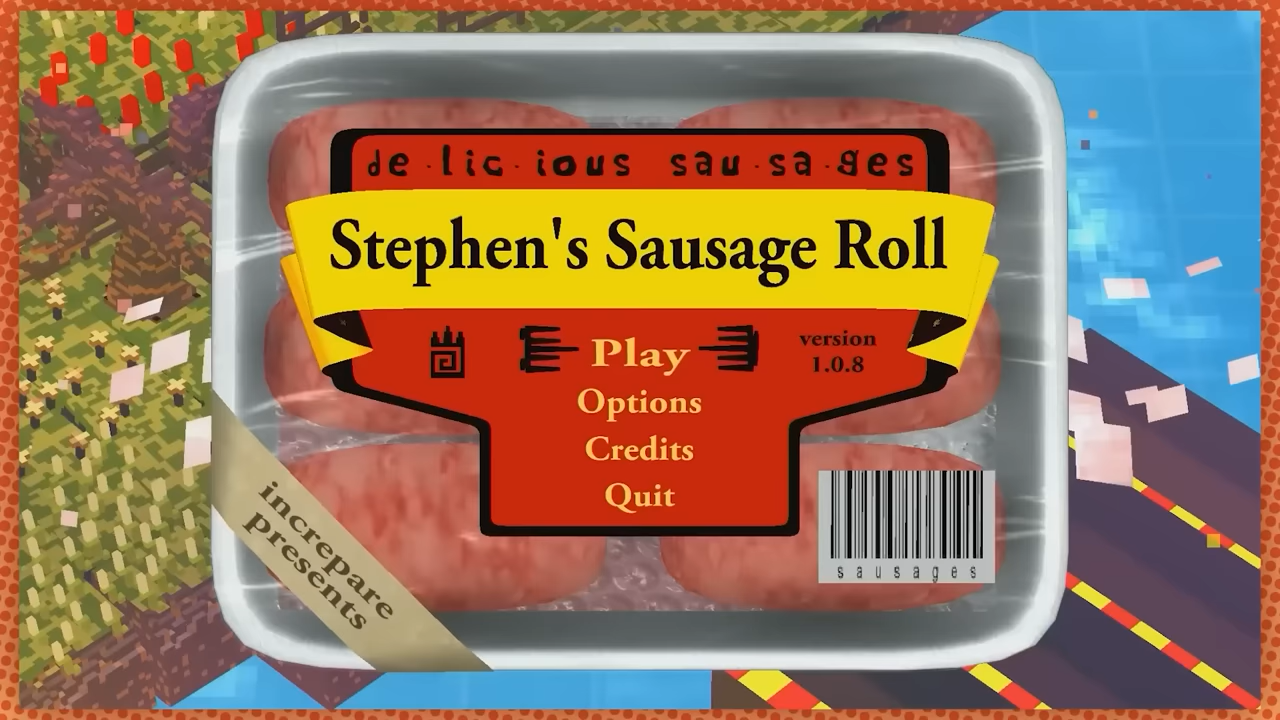 de·lic·ious sau·sa·ges
Stephen's Sausage Roll
Play
version
1.0.8
Options
Credits
Quit
increpare
presents
sausages